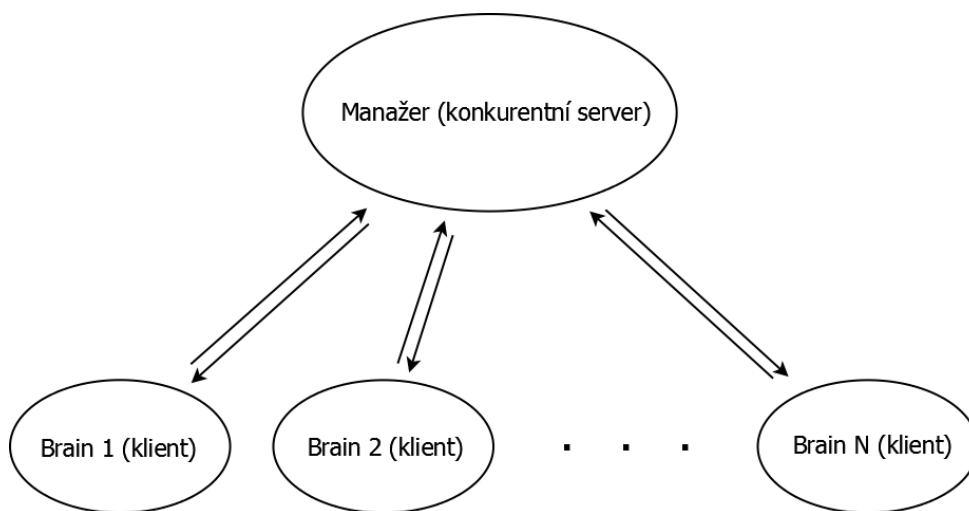 Manažer (konkurentní server)
Brain 1 (klient)
Brain 2 (klient)
. . .
Brain N (klient)